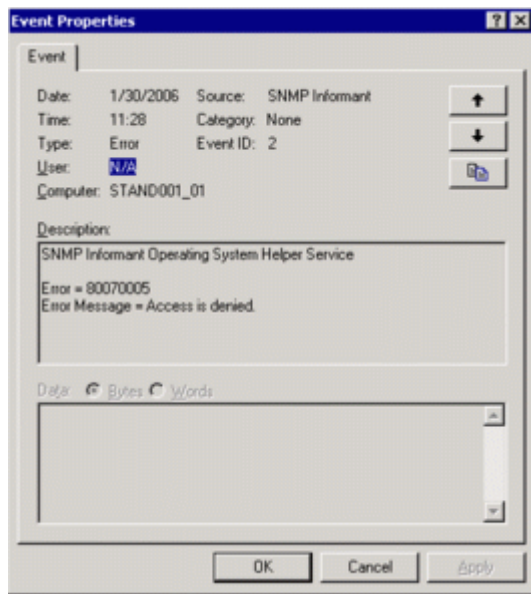 Event Properties
Event
Date: 1/30/2006 Source: SNMP Informant
Time: 11:28 Category: None
Type: Error Event ID: 2
User: N/A
Computer: STAND001_01
Description:
SNMP Informant Operating System Helper Service
Error = 80070005
Error Message = Access is denied.
Data: Bytes Words
OK Cancel Apply